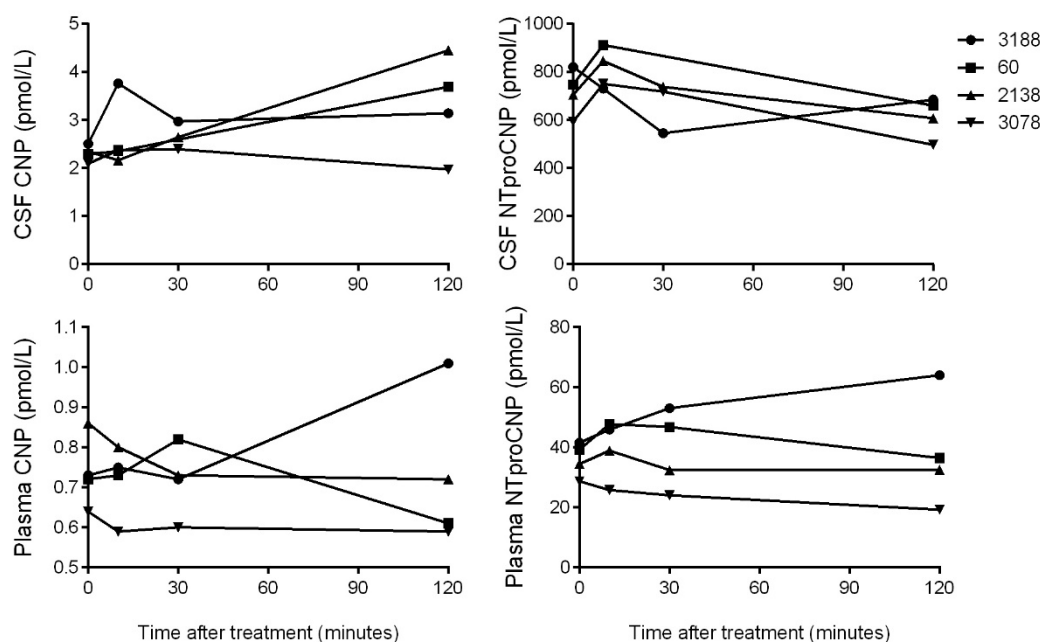 CSF CNP (pmol/L)
5
4
3
2
1
0
0 30 60 90 120
CSF NTproCNP (pmol/L)
1000
800
600
400
200
0
0 30 60 90 120
3188
60
2138
3078
Plasma CNP (pmol/L)
1.1
1.0
0.9
0.8
0.7
0.6
0.5
0 30 60 90 120
Time after treatment (minutes)
Plasma NTproCNP (pmol/L)
80
60
40
20
0
0 30 60 90 120
Time after treatment (minutes)